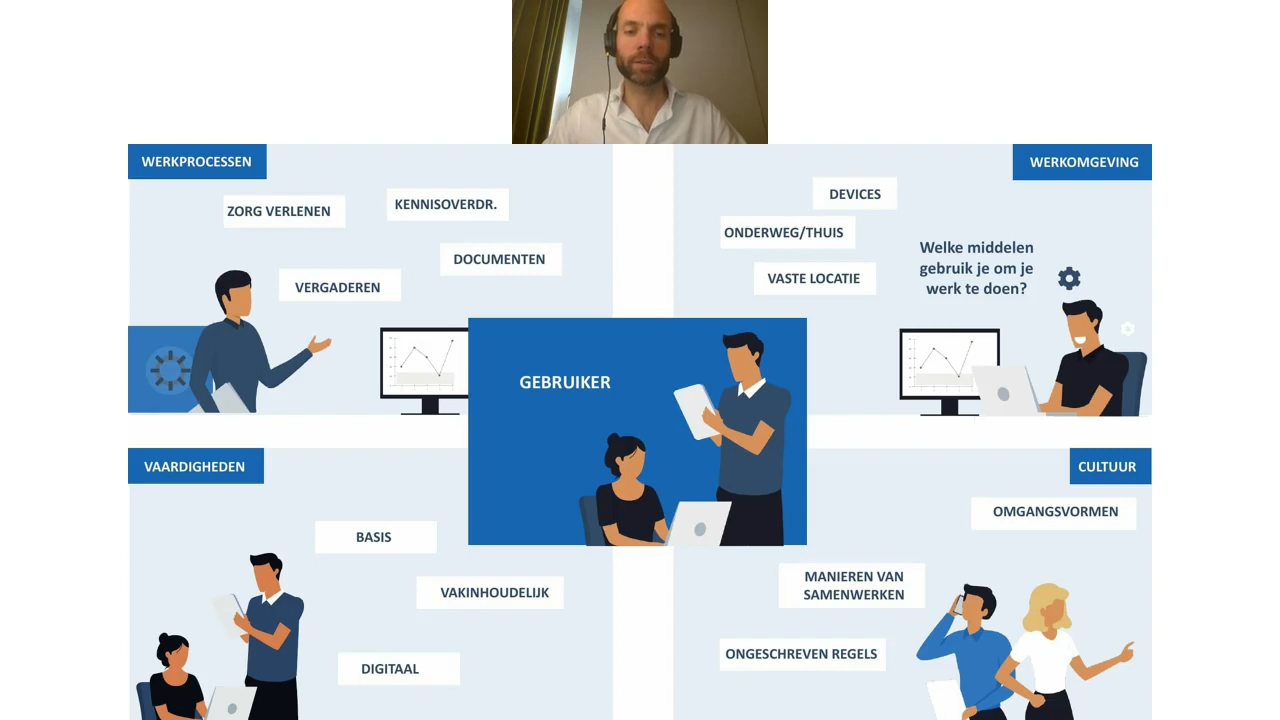 WERKPROCESSEN
ZORG VERLENEN
KENNISOVERDR.
DOCUMENTEN
VERGADEREN
WERKOMGEVING
DEVICES
ONDERWEG/THUIS
VASTE LOCATIE
Welke middelen
gebruik je om je
werk te doen?
GEBRUIKER
VAARDIGHEDEN
BASIS
VAKINHOUDELIJK
DIGITAAL
CULTUUR
OMGANGSVORMEN
MANIEREN VAN
SAMENWERKEN
ONGESCHREVEN REGELS